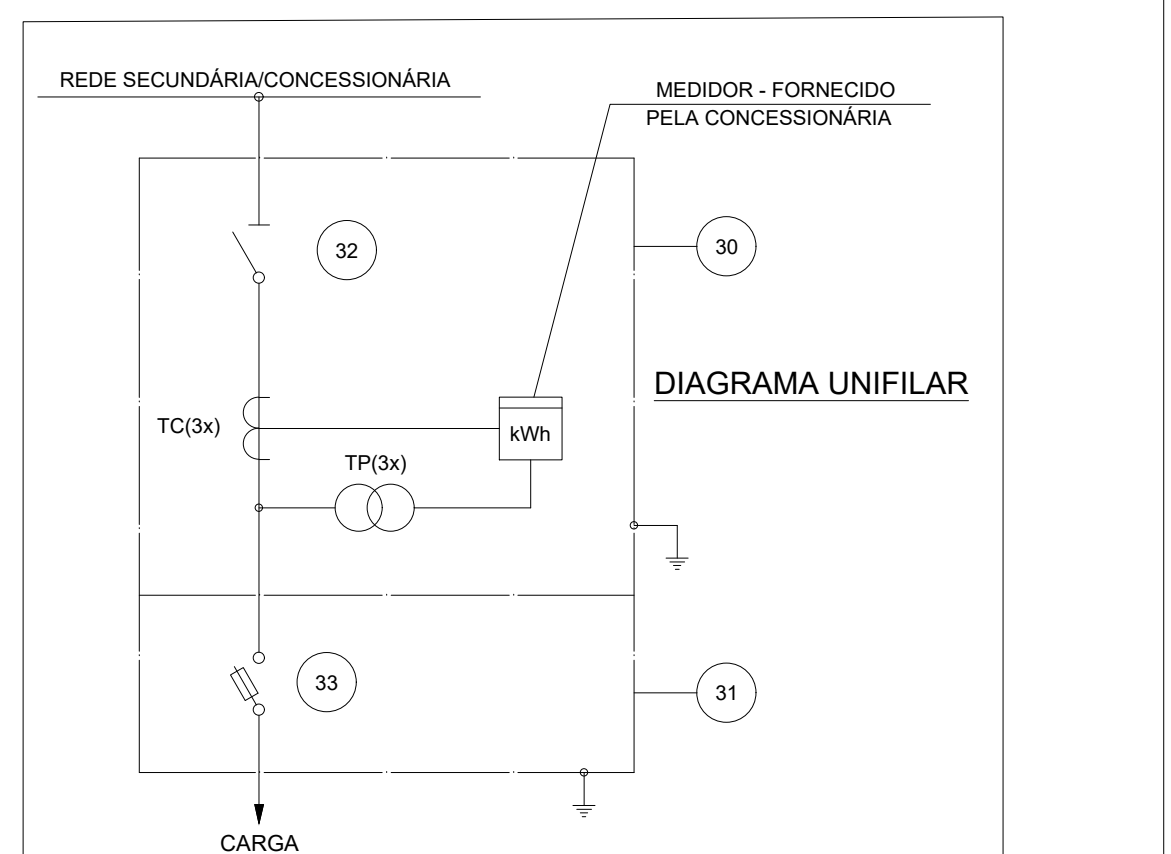 REDE SECUNDÁRIA/CONCESSIONÁRIA
MEDIDOR - FORNECIDO
PELA CONCESSIONÁRIA
32
30
DIAGRAMA UNIFILAR
TC(3x)
kWh
TP(3x)
33
31
CARGA